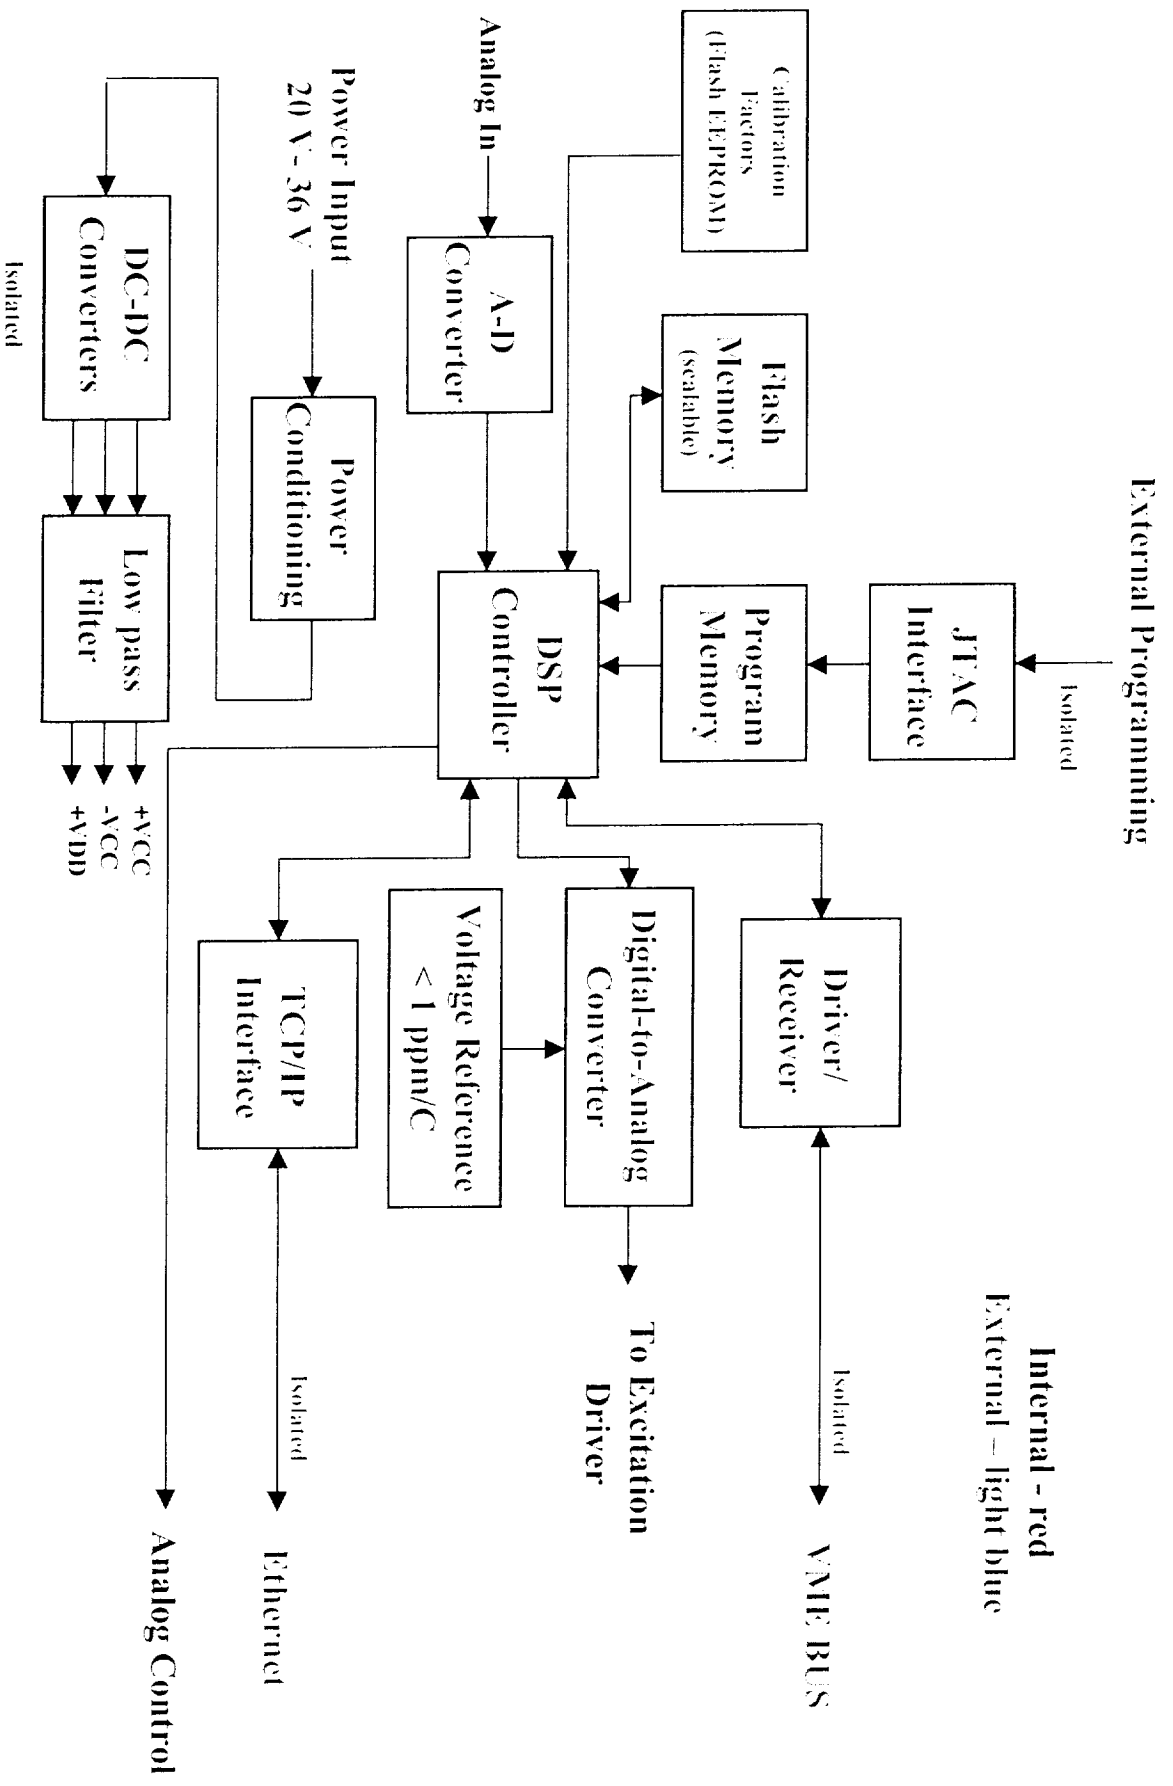 External Programming
Internal - red
External – light blue
Isolated
JTAC
Interface
Calibration
Factors
(Flash EEPROM)
Flash
Memory
(scalable)
Program
Memory
Driver/
Receiver
Isolated
VME BUS
Analog In
A-D
Converter
DSP
Controller
Digital-to-Analog
Converter
To Excitation
Driver
Voltage Reference
< 1 ppm/C
Power Input
20 V- 36 V
Power
Conditioning
TCP/IP
Interface
Isolated
Ethernet
DC-DC
Converters
Isolated
Low pass
Filter
+VCC
-VCC
+VDD
Analog Control